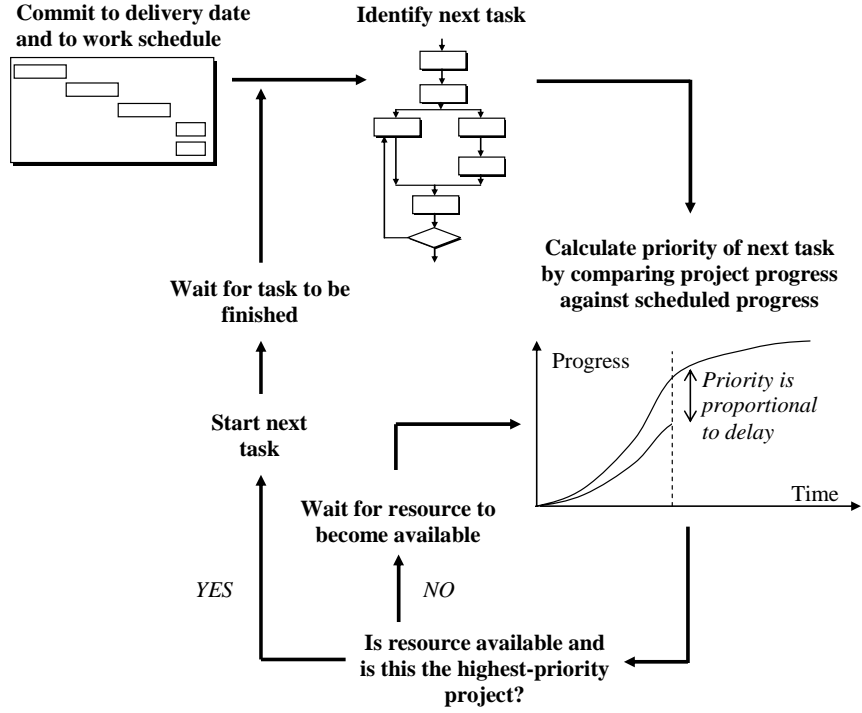 Commit to delivery date
and to work schedule
Identify next task
Calculate priority of next task
by comparing project progress
against scheduled progress
Wait for task to be
finished
Progress
Priority is
proportional
to delay
Time
Start next
task
Wait for resource to
become available
YES
NO
Is resource available and
is this the highest-priority
project?